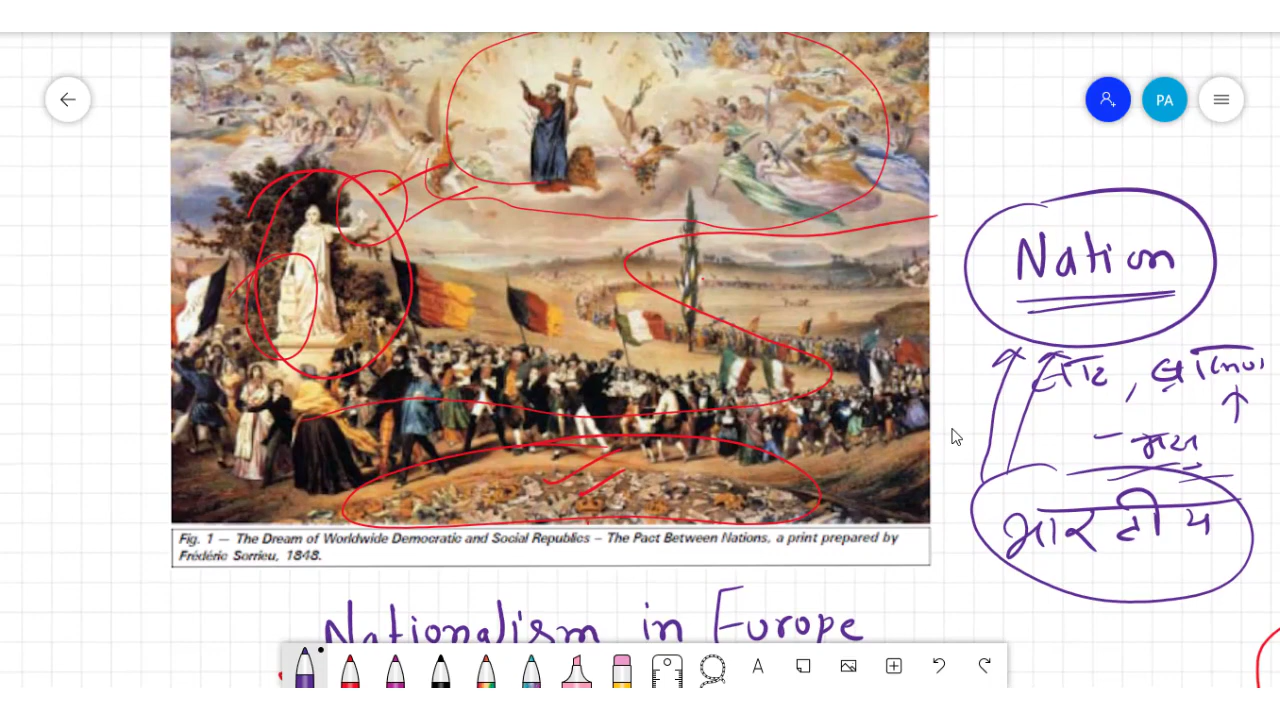 PA
Nation
भारतीय
Fig. 1 — The Dream of Worldwide Democratic and Social Republics – The Pact Between Nations, a print prepared by
Frédéric Sorrieu, 1848.
Nationalism in Europe
A